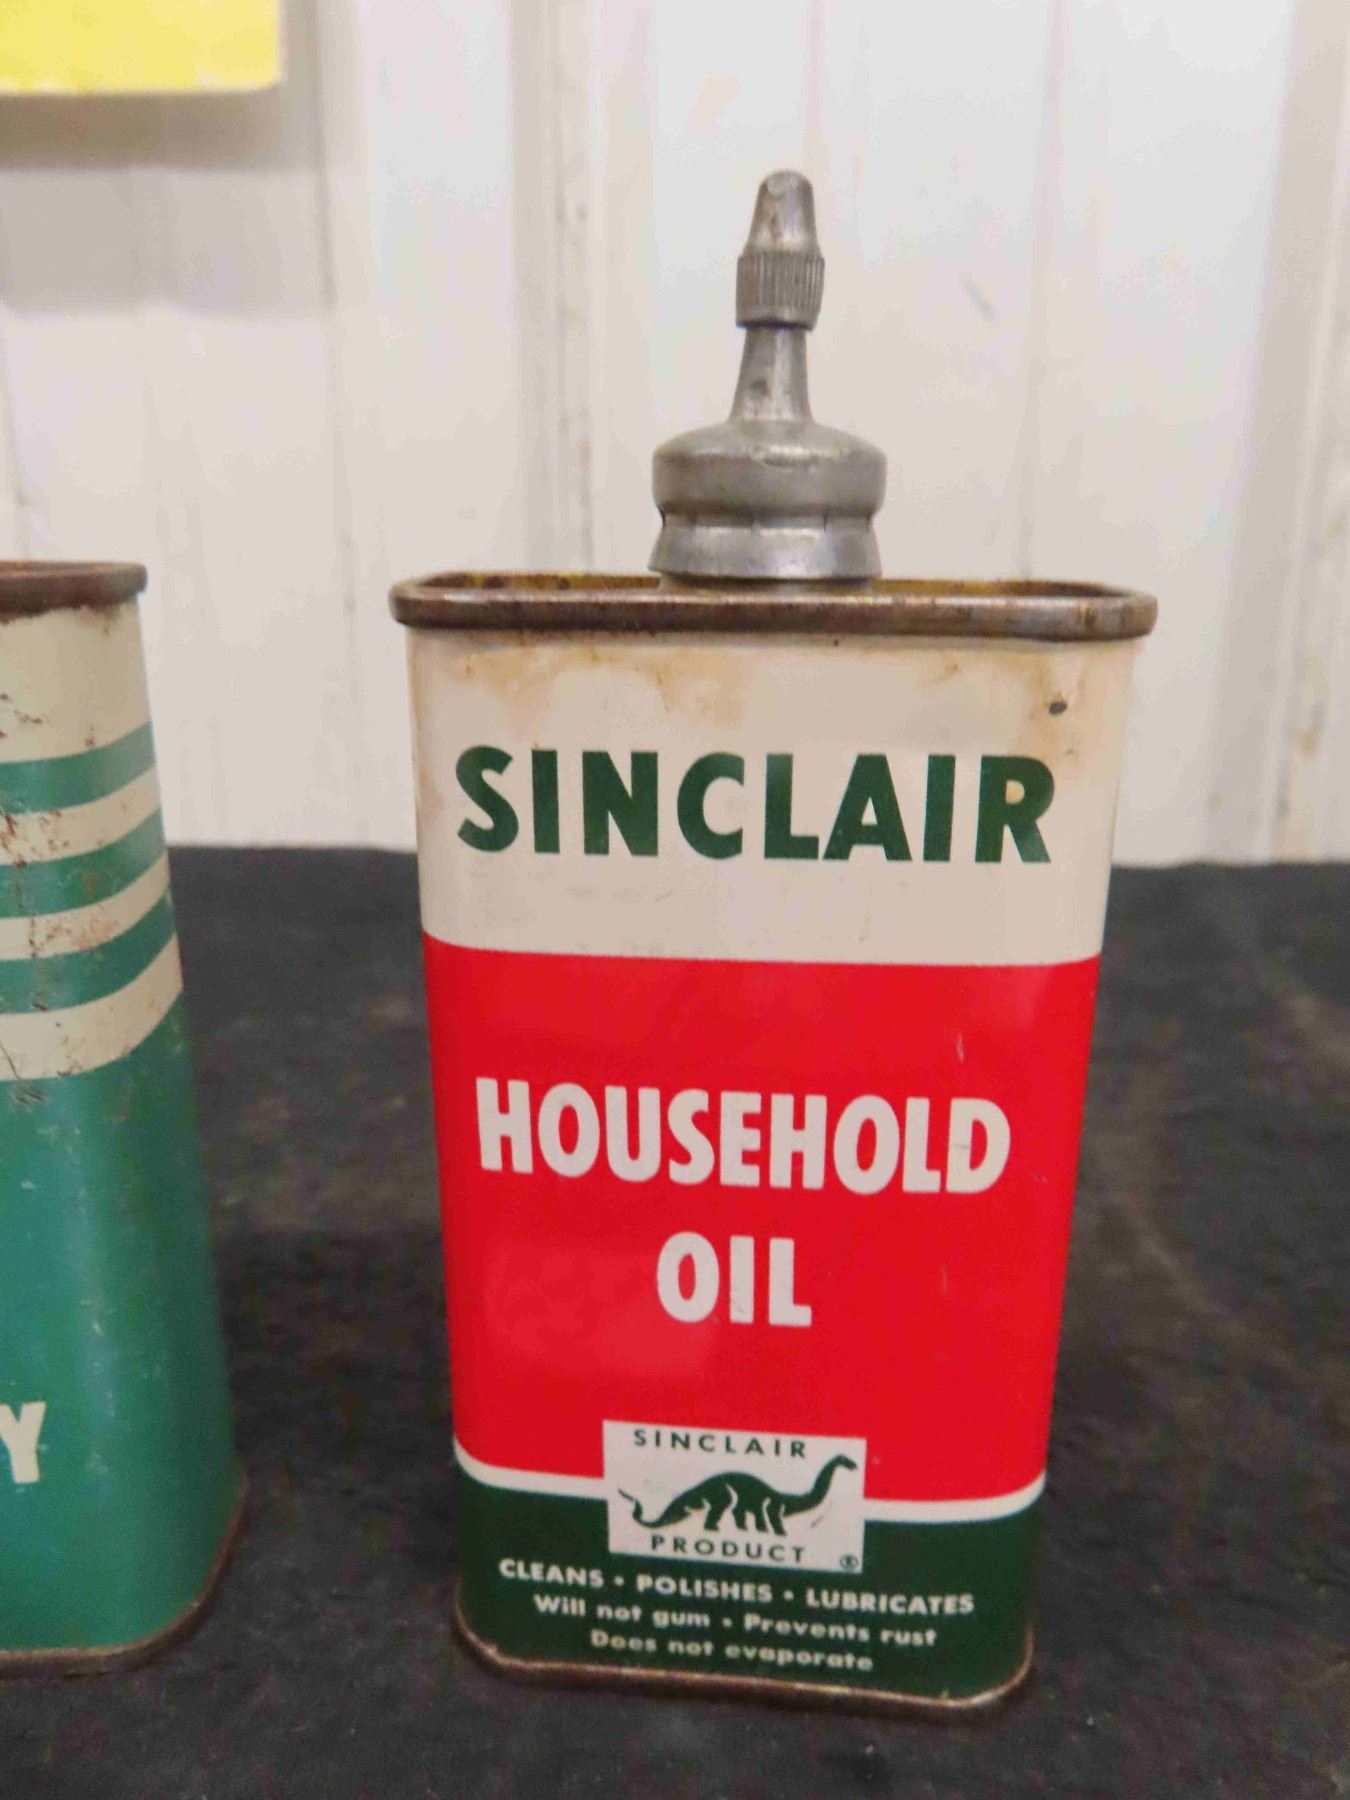 SINCLAIR
HOUSEHOLD
OIL
SINCLAIR
PRODUCT ®
CLEANS • POLISHES • LUBRICATES
Will not gum • Prevents rust
Does not evaporate
Y